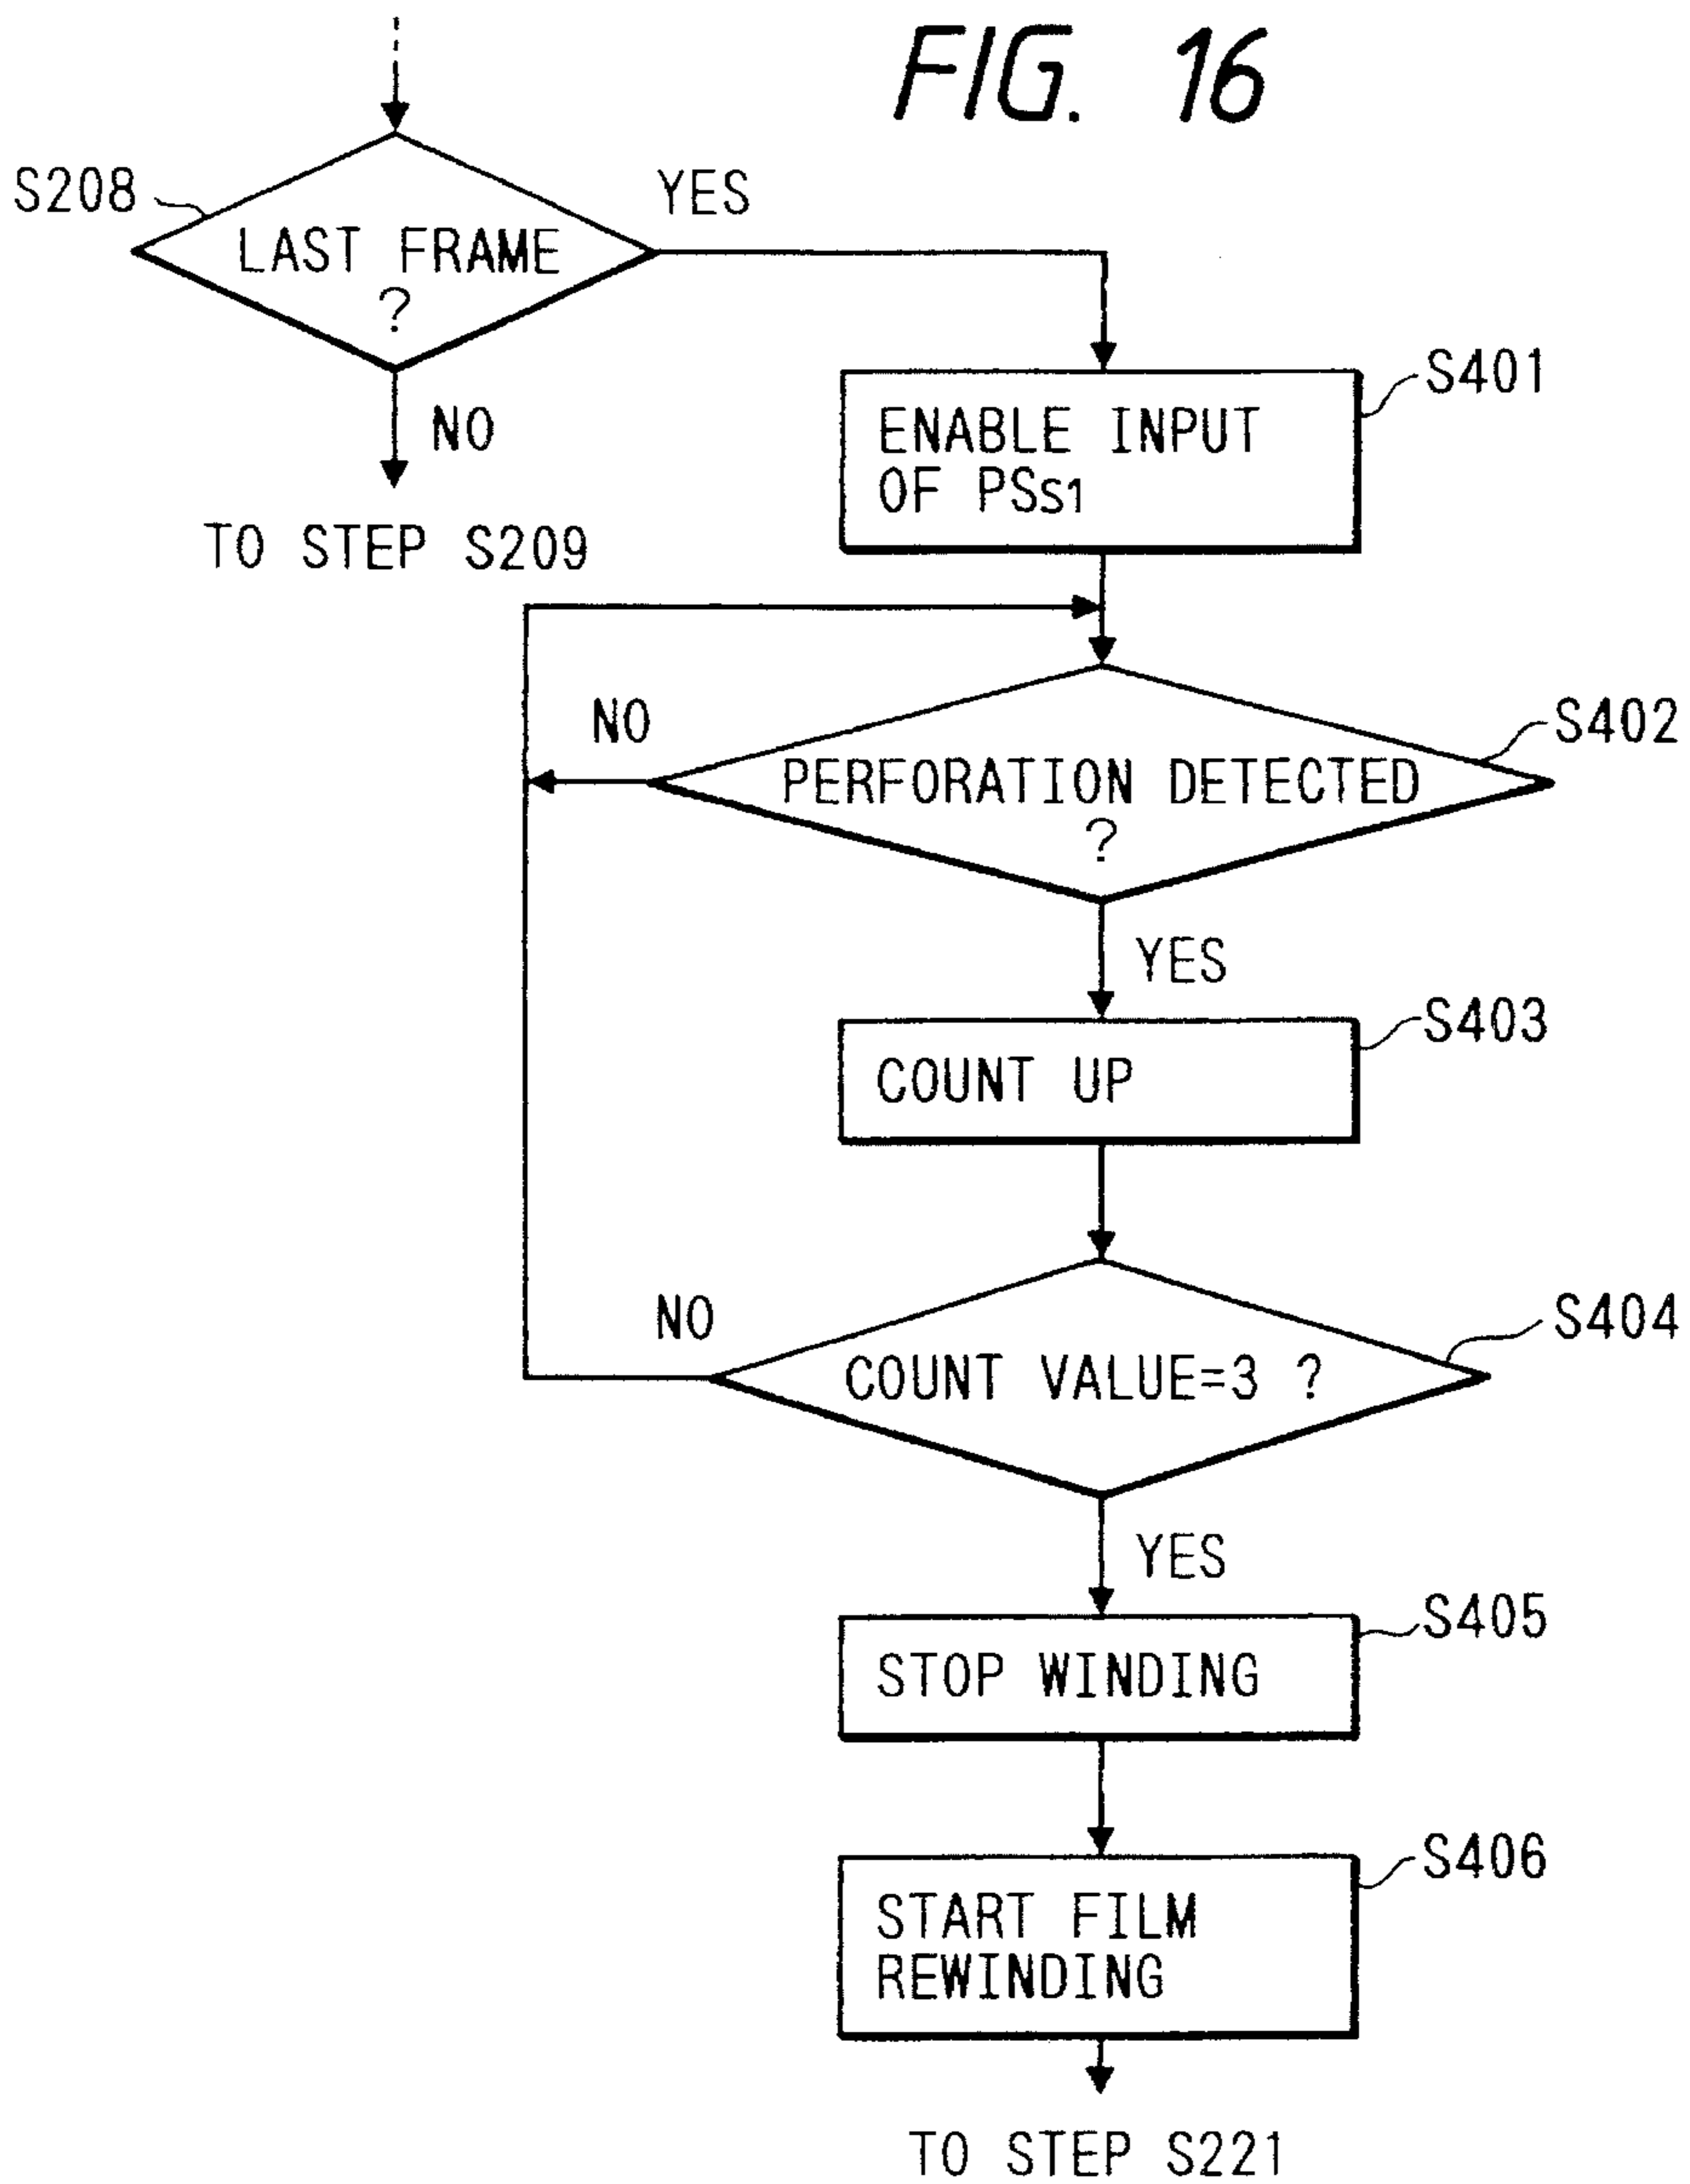 FIG. 16
S208
YES
LAST FRAME
?
NO
TO STEP S209
S401
ENABLE INPUT
OF PSS1
S402
NO
PERFORATION DETECTED
?
YES
S403
COUNT UP
S404
NO
COUNT VALUE=3 ?
YES
S405
STOP WINDING
S406
START FILM
REWINDING
TO STEP S221